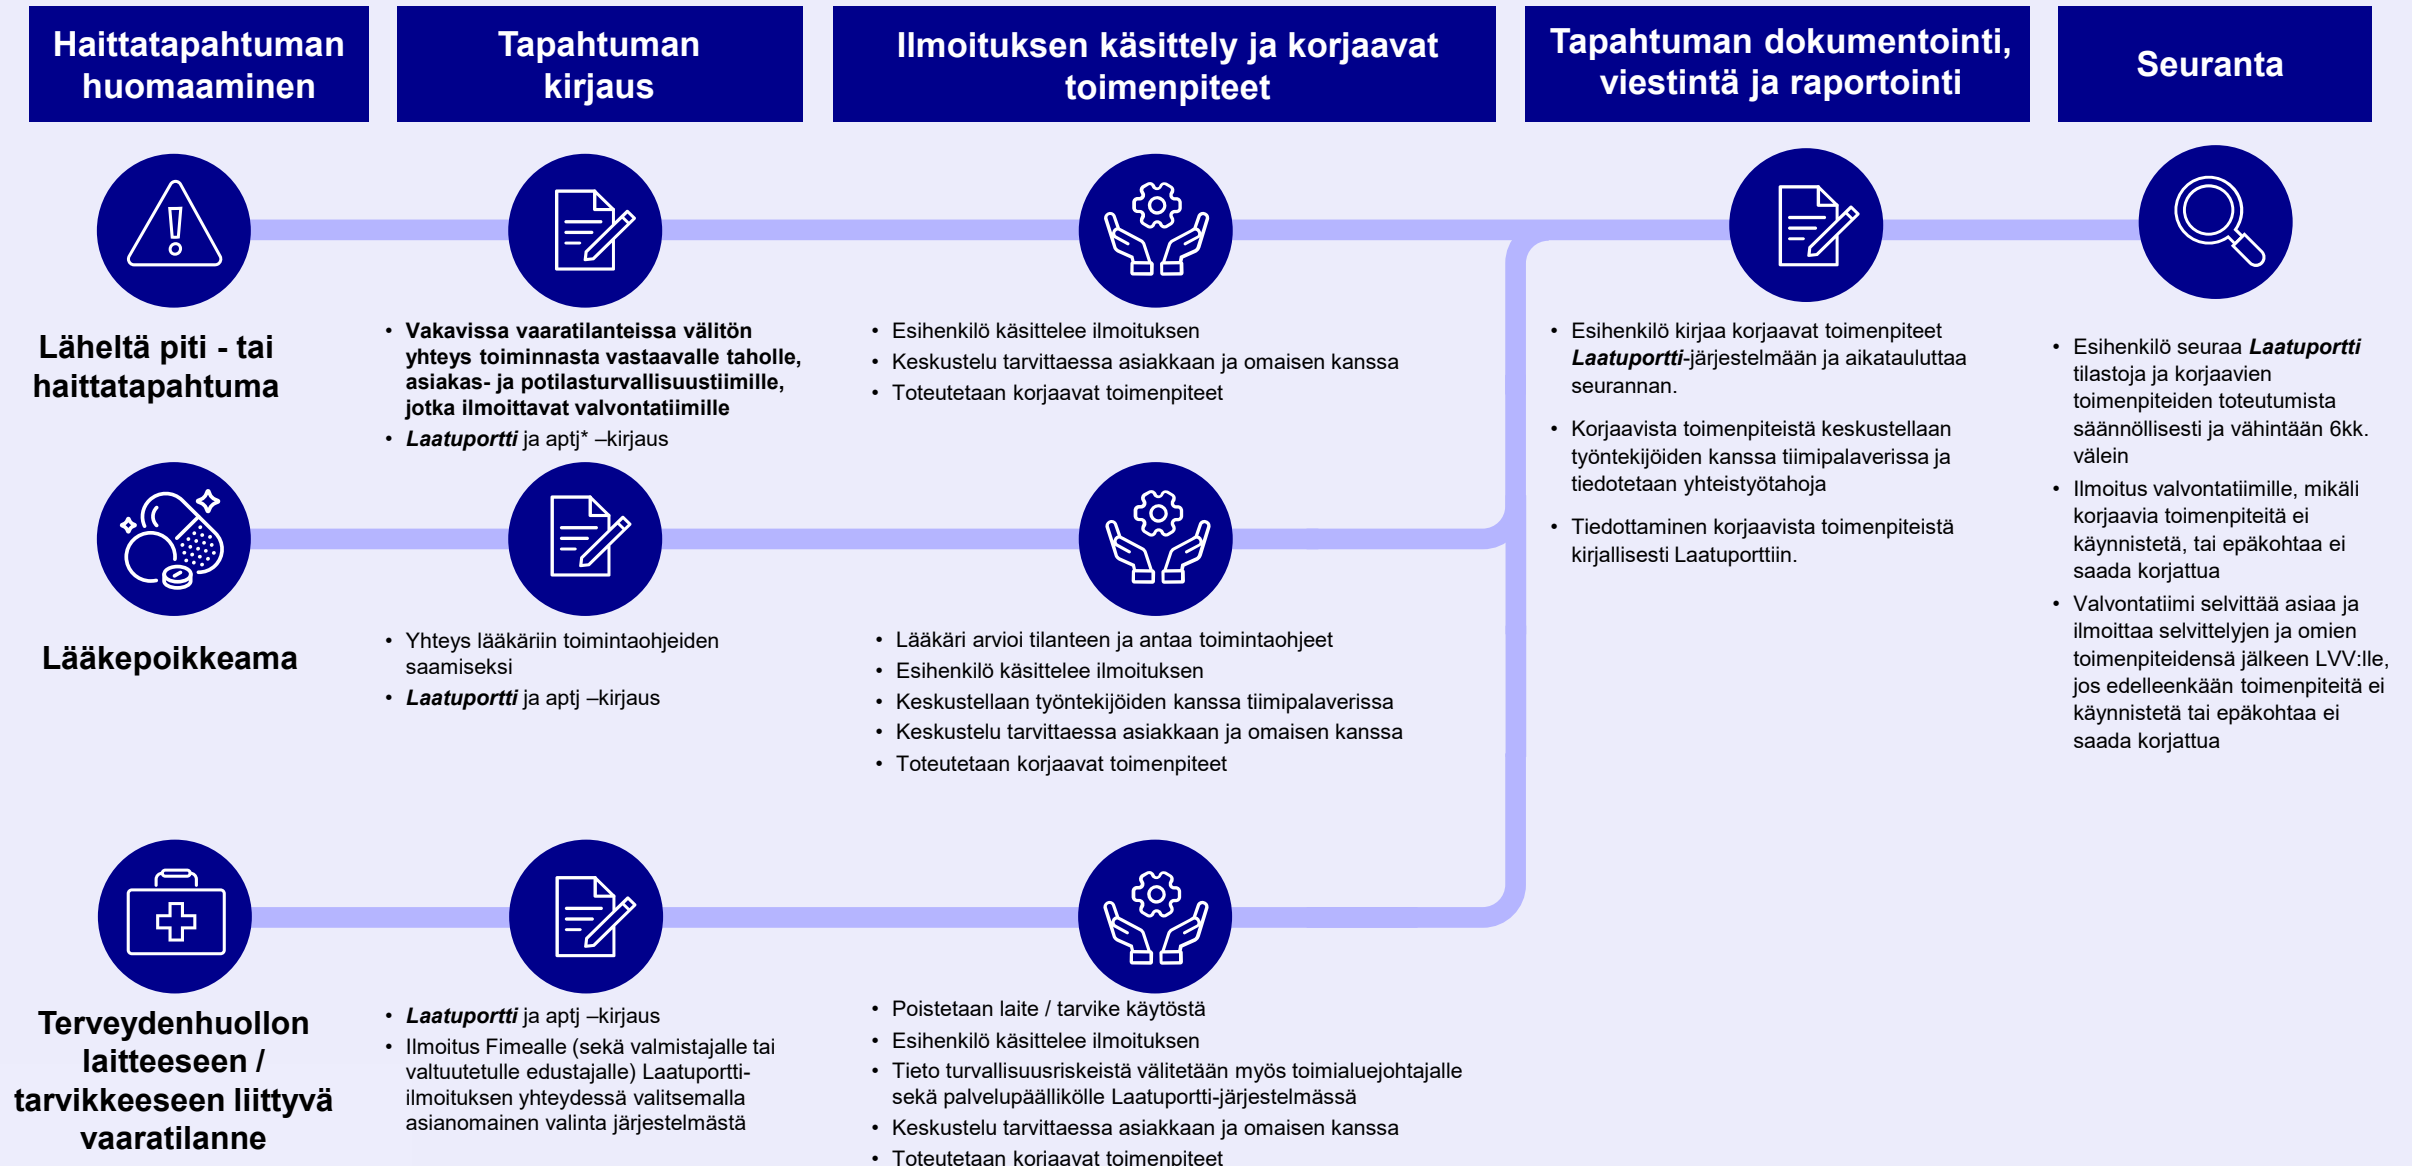 Haittatapahtuman
huomaaminen
Tapahtuman
kirjaus
Ilmoituksen käsittely ja korjaavat
toimenpiteet
Tapahtuman dokumentointi,
viestintä ja raportointi
Seuranta
Läheltä piti - tai
haittatapahtuma
• Vakavissa vaaratilanteissa välitön
yhteys toiminnasta vastaavalle taholle,
asiakas- ja potilasturvallisuustiimille,
jotka ilmoittavat valvontatiimille
• Laatuportti ja aptj* –kirjaus
• Esihenkilö käsittelee ilmoituksen
• Keskustelu tarvittaessa asiakkaan ja omaisen kanssa
• Toteutetaan korjaavat toimenpiteet
• Esihenkilö kirjaa korjaavat toimenpiteet
Laatuportti-järjestelmään ja aikatauluttaa
seurannan.
• Korjaavista toimenpiteistä keskustellaan
työntekijöiden kanssa tiimipalaverissa ja
tiedotetaan yhteistyötahoja
• Tiedottaminen korjaavista toimenpiteistä
kirjallisesti Laatuporttiin.
• Esihenkilö seuraa Laatuportti
tilastoja ja korjaavien
toimenpiteiden toteutumista
säännöllisesti ja vähintään 6kk.
välein
• Ilmoitus valvontatiimille, mikäli
korjaavia toimenpiteitä ei
käynnistetä, tai epäkohtaa ei
saada korjattua
• Valvontatiimi selvittää asiaa ja
ilmoittaa selvittelyjen ja omien
toimenpiteidensä jälkeen LVV:lle,
jos edelleenkään toimenpiteitä ei
käynnistetä tai epäkohtaa ei
saada korjattua
Lääkepoikkeama
• Yhteys lääkäriin toimintaohjeiden
saamiseksi
• Laatuportti ja aptj –kirjaus
• Lääkäri arvioi tilanteen ja antaa toimintaohjeet
• Esihenkilö käsittelee ilmoituksen
• Keskustellaan työntekijöiden kanssa tiimipalaverissa
• Keskustelu tarvittaessa asiakkaan ja omaisen kanssa
• Toteutetaan korjaavat toimenpiteet
Terveydenhuollon
laitteeseen /
tarvikkeeseen liittyvä
vaaratilanne
• Laatuportti ja aptj –kirjaus
• Ilmoitus Fimealle (sekä valmistajalle tai
valtuutetulle edustajalle) Laatuportti-
ilmoituksen yhteydessä valitsemalla
asianomainen valinta järjestelmästä
• Poistetaan laite / tarvike käytöstä
• Esihenkilö käsittelee ilmoituksen
• Tieto turvallisuusriskeistä välitetään myös toimialuejohtajalle
sekä palvelupäällikölle Laatuportti-järjestelmässä
• Keskustelu tarvittaessa asiakkaan ja omaisen kanssa
• Toteutetaan korjaavat toimenpiteet